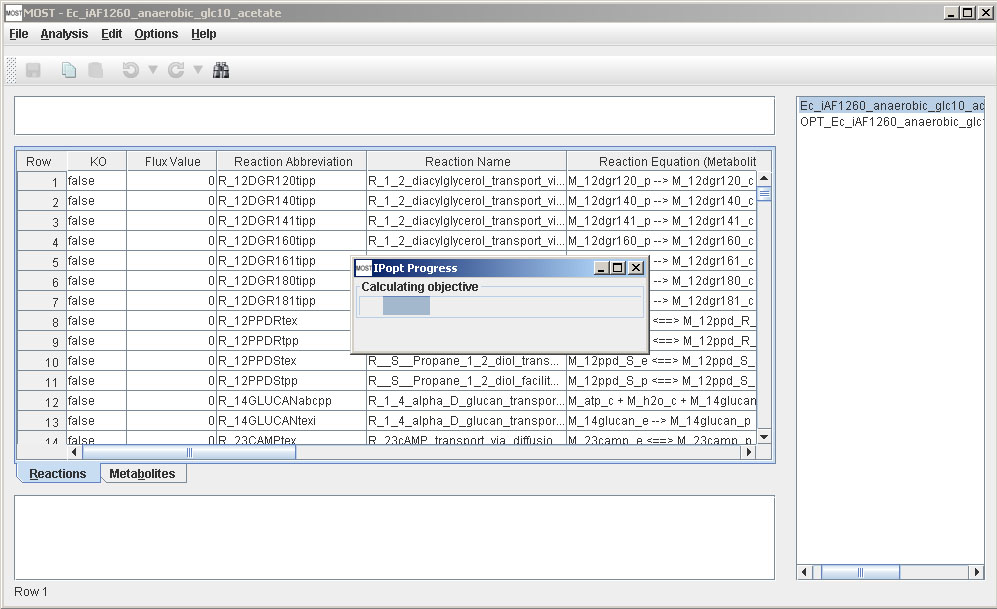 MOST MOST - Ec_iAF1260_anaerobic_glc10_acetate
File Analysis Edit Options Help
Ec_iAF1260_anaerobic_glc10_ac
OPT_Ec_iAF1260_anaerobic_glc1
Row KO Flux Value Reaction Abbreviation Reaction Name Reaction Equation (Metabolit
1 false 0 R_12DGR120tipp R_1_2_diacylglycerol_transport_vi... M_12dgr120_p --> M_12dgr120_c
2 false 0 R_12DGR140tipp R_1_2_diacylglycerol_transport_vi... M_12dgr140_p --> M_12dgr140_c
3 false 0 R_12DGR141tipp R_1_2_diacylglycerol_transport_vi... M_12dgr141_p --> M_12dgr141_c
4 false 0 R_12DGR160tipp R_1_2_diacylglycerol_transport_vi... M_12dgr160_p --> M_12dgr160_c
5 false 0 R_12DGR161tipp --> M_12dgr161_c
6 false 0 R_12DGR180tipp --> M_12dgr180_c
7 false 0 R_12DGR181tipp --> M_12dgr181_c
8 false 0 R_12PPDRtex <==> M_12ppd_R_
9 false 0 R_12PPDRtpp <==> M_12ppd_R_
10 false 0 R_12PPDStex R__S__Propane_1_2_diol_trans... M_12ppd_S_e <==> M_12ppd_S_
11 false 0 R_12PPDStpp R__S__Propane_1_2_diol_facilit... M_12ppd_S_p <==> M_12ppd_S_
12 false 0 R_14GLUCANabcpp R_1_4_alpha_D_glucan_transpor... M_atp_c + M_h2o_c + M_14glucan
13 false 0 R_14GLUCANtexi R_1_4_alpha_D_glucan_transpor... M_14glucan_e --> M_14glucan_p
14 false 0 R_23CAMPtex R_23cAMP_transport_via_diffusio... M_23camp_e <==> M_23camp_p
MOST IPopt Progress
Calculating objective
Reactions Metabolites
Row 1